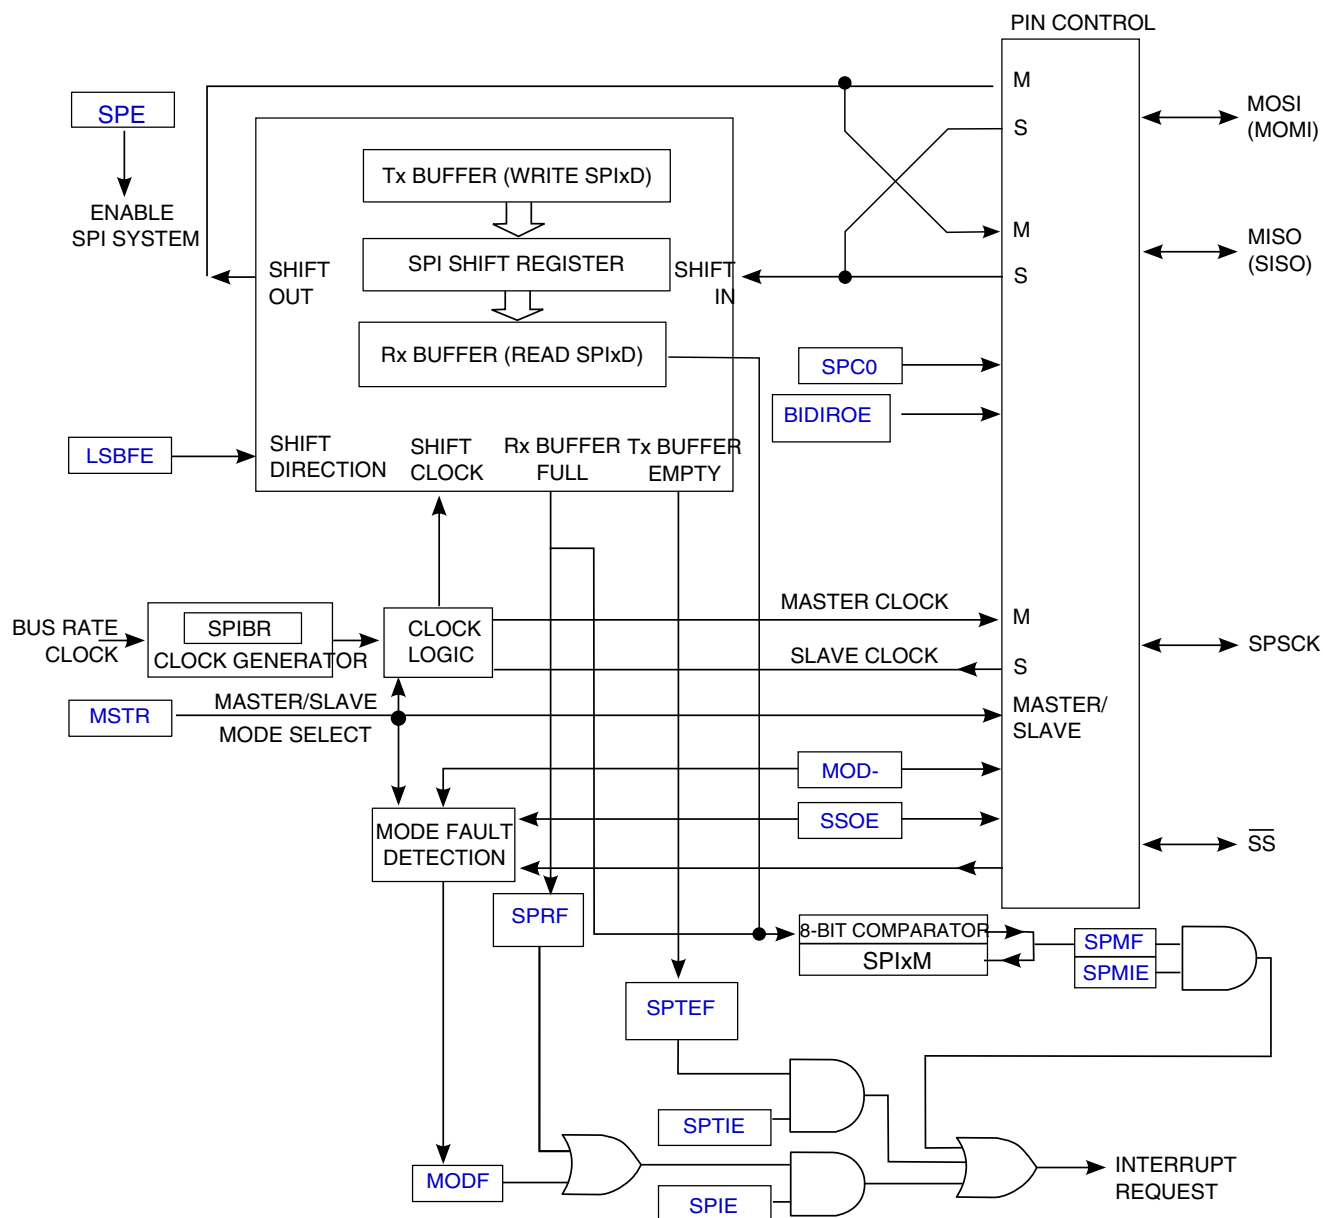 PIN CONTROL
M
MOSI
(MOMI)
SPE
S
Tx BUFFER (WRITE SPIxD)
ENABLE
SPI SYSTEM
M
MISO
(SISO)
SPI SHIFT REGISTER
SHIFT
OUT
SHIFT
IN
S
Rx BUFFER (READ SPIxD)
SPC0
BIDIROE
LSBFE
SHIFT
DIRECTION
SHIFT
CLOCK
Rx BUFFER
FULL
Tx BUFFER
EMPTY
MASTER CLOCK
M
BUS RATE
CLOCK
SPIBR
CLOCK GENERATOR
CLOCK
LOGIC
SPSCK
SLAVE CLOCK
S
MSTR
MASTER/SLAVE
MODE SELECT
MASTER/
SLAVE
MOD-
SSOE
MODE FAULT
DETECTION
SS
SPRF
8-BIT COMPARATOR
SPIxM
SPMF
SPMIE
SPTEF
SPTIE
MODF
SPIE
INTERRUPT
REQUEST